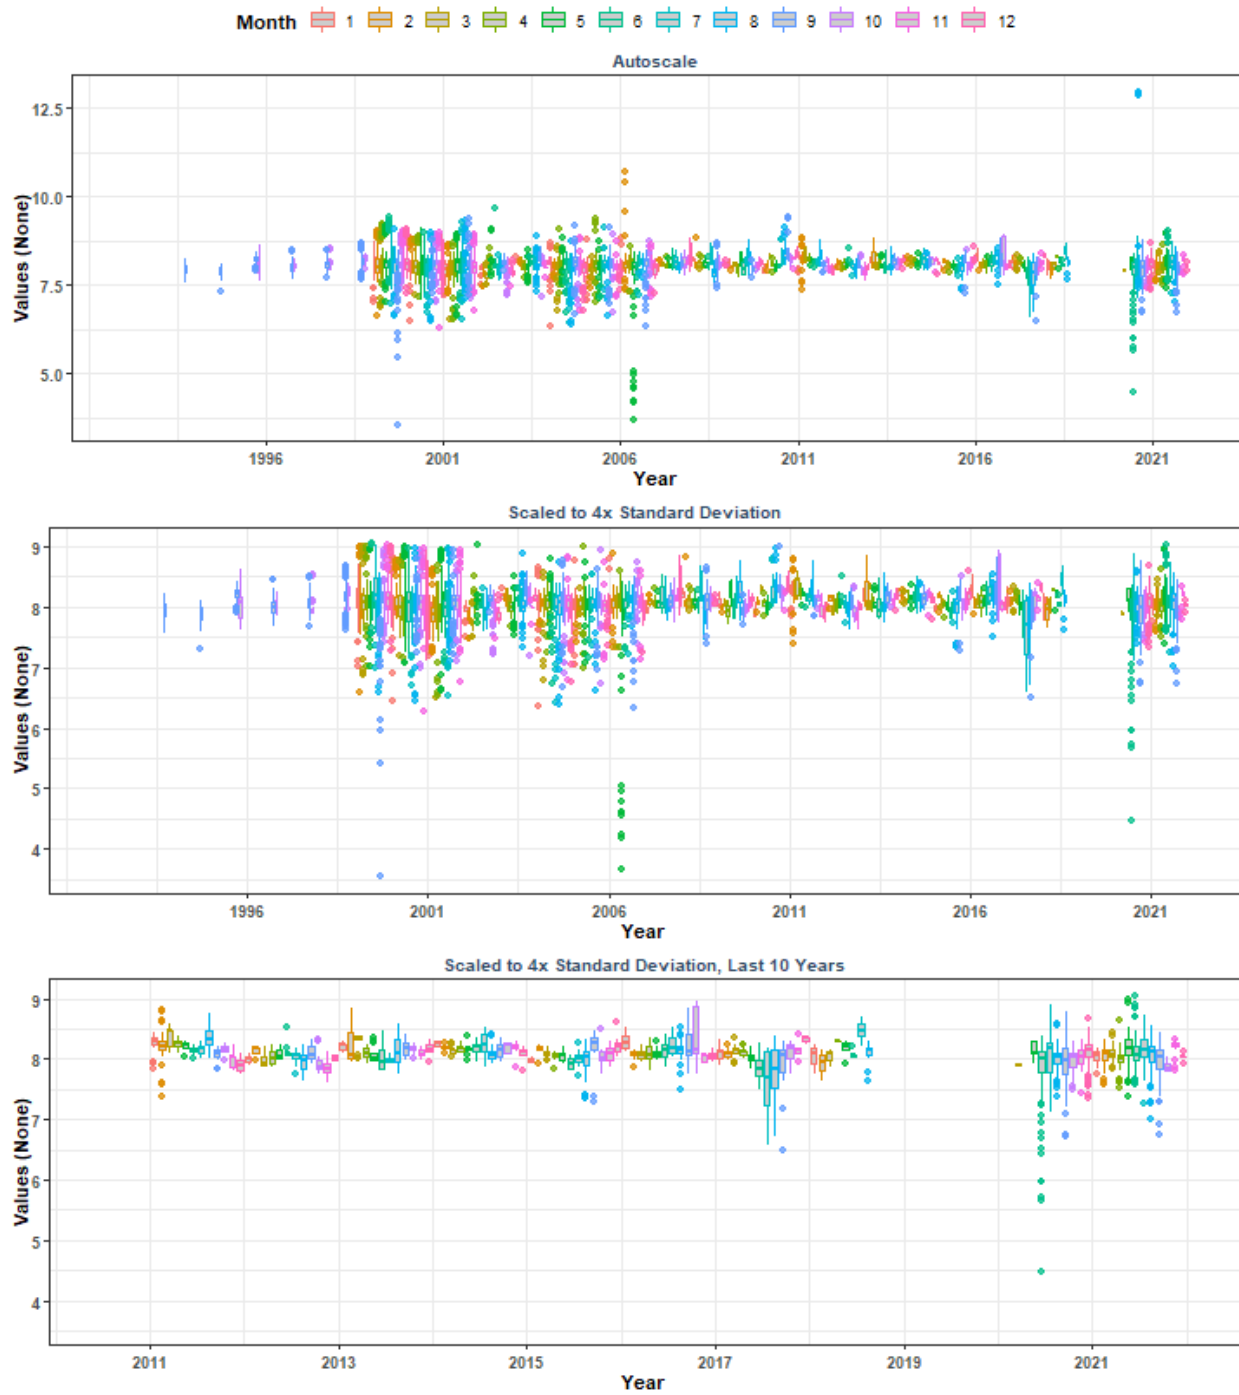 Month 1 2 3 4 5 6 7 8 9 10 11 12
Autoscale
Values (None)
12.5
10.0
7.5
5.0
1996 2001 2006 2011 2016 2021
Year
Scaled to 4x Standard Deviation
Values (None)
9
8
7
6
5
4
1996 2001 2006 2011 2016 2021
Year
Scaled to 4x Standard Deviation, Last 10 Years
Values (None)
9
8
7
6
5
4
2011 2013 2015 2017 2019 2021
Year